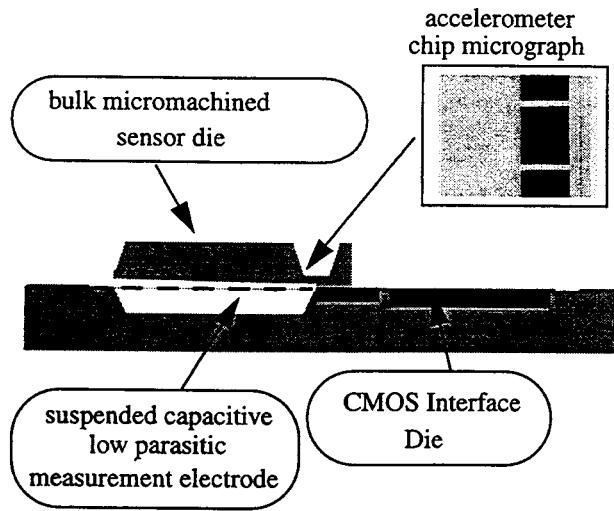 accelerometer
chip micrograph
bulk micromachined
sensor die
suspended capacitive
low parasitic
measurement electrode
CMOS Interface
Die